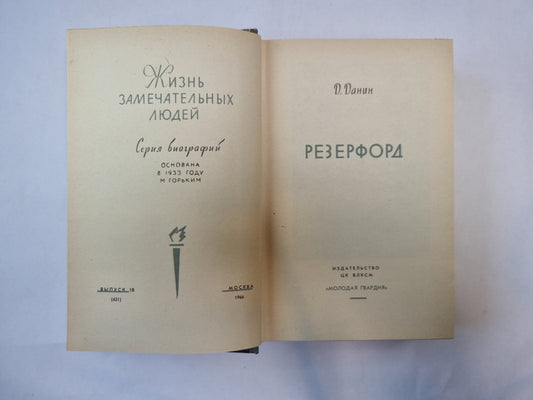 Жизнь
ЗАМЕЧАТЕЛЬНЫХ
ЛЮДЕЙ
Серия биографий
ОСНОВАНА
В 1933 ГОДУ
М ГОРЬКИМ
ВЫПУСК 18
(431)
МОСКВА
1966
Д. Данин
РЕЗЕРФОРД
ИЗДАТЕЛЬСТВО
ЦК ВЛКСМ
«МОЛОДАЯ ГВАРДИЯ»